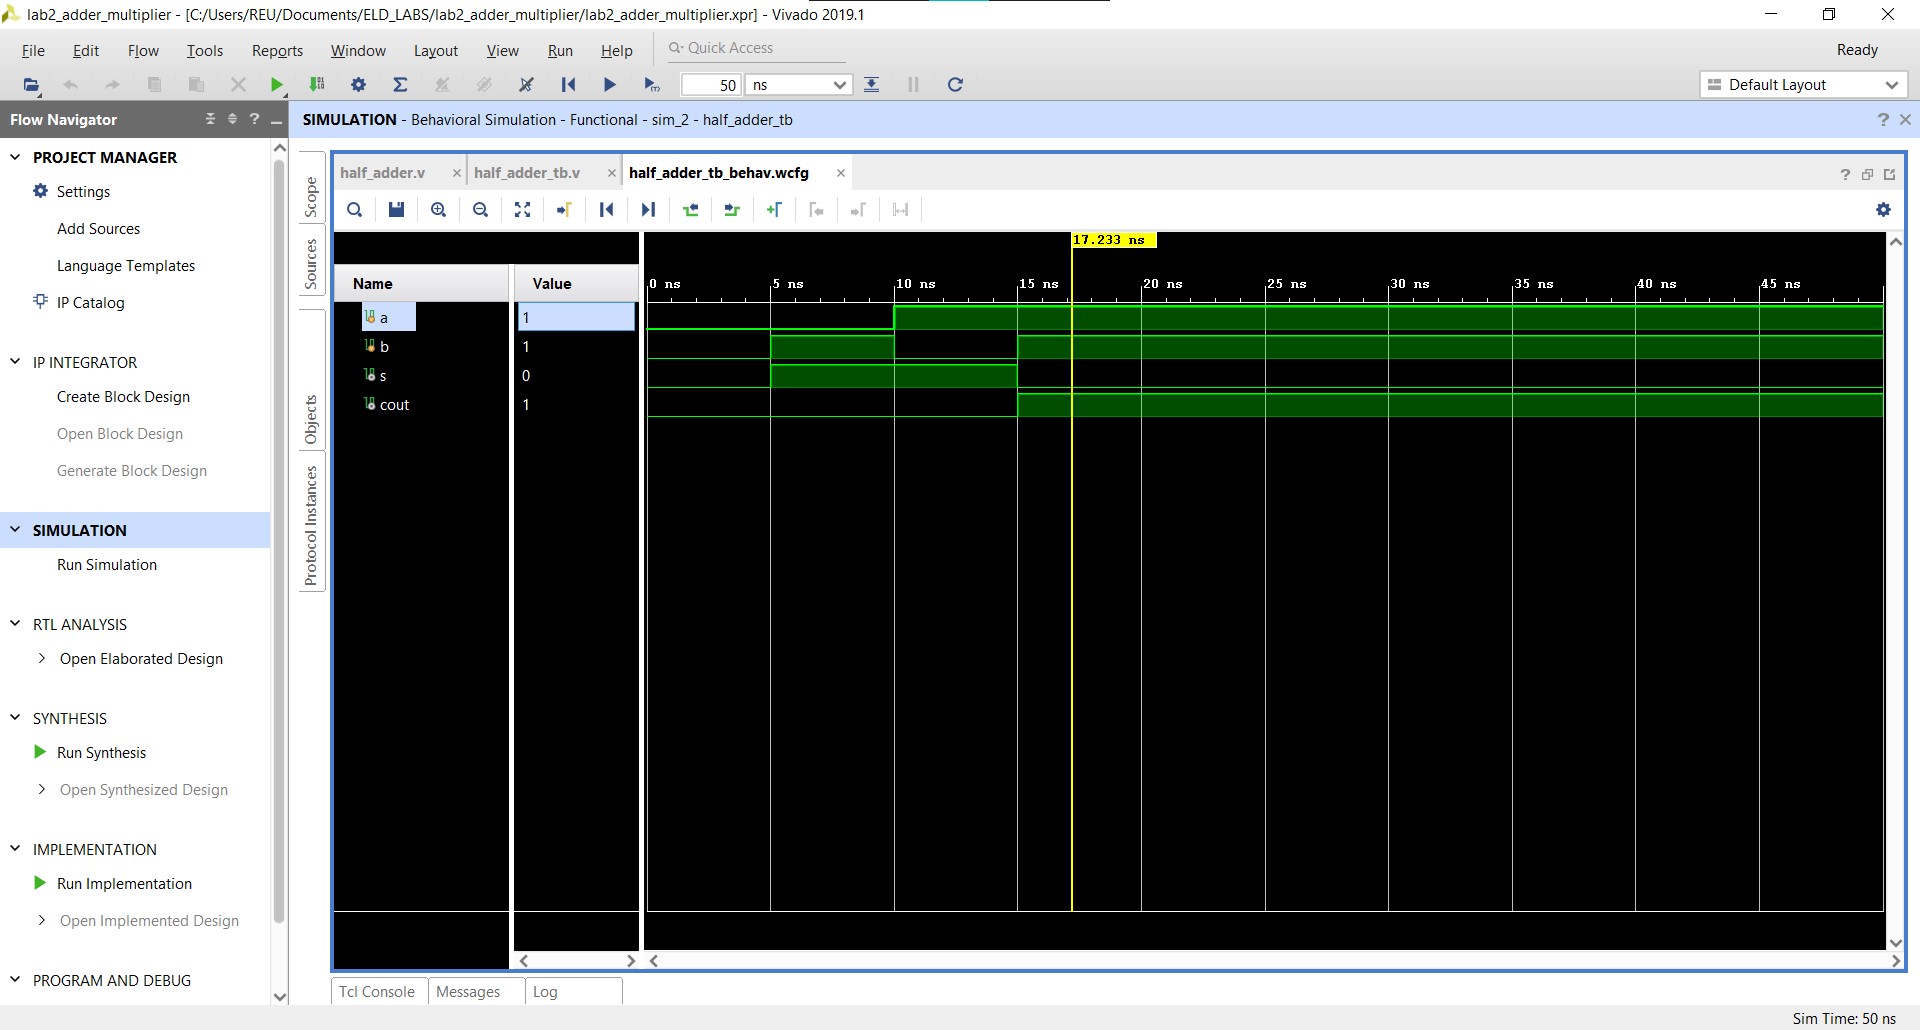 lab2_adder_multiplier - [C:/Users/REU/Documents/ELD_LABS/lab2_adder_multiplier/lab2_adder_multiplier.xpr] - Vivado 2019.1
File Edit Flow Tools Reports Window Layout View Run Help Quick Access Ready
50 ns Default Layout
Flow Navigator
SIMULATION - Behavioral Simulation - Functional - sim_2 - half_adder_tb
PROJECT MANAGER
Settings
Add Sources
Language Templates
IP Catalog
IP INTEGRATOR
Create Block Design
Open Block Design
Generate Block Design
SIMULATION
Run Simulation
RTL ANALYSIS
Open Elaborated Design
SYNTHESIS
Run Synthesis
Open Synthesized Design
IMPLEMENTATION
Run Implementation
Open Implemented Design
PROGRAM AND DEBUG
Scope
Sources
Objects
Protocol Instances
half_adder.v half_adder_tb.v half_adder_tb_behav.wcfg
17.233 ns
Name Value
0 ns 5 ns 10 ns 15 ns 20 ns 25 ns 30 ns 35 ns 40 ns 45 ns
a 1
b 1
s 0
cout 1
Tcl Console Messages Log
Sim Time: 50 ns